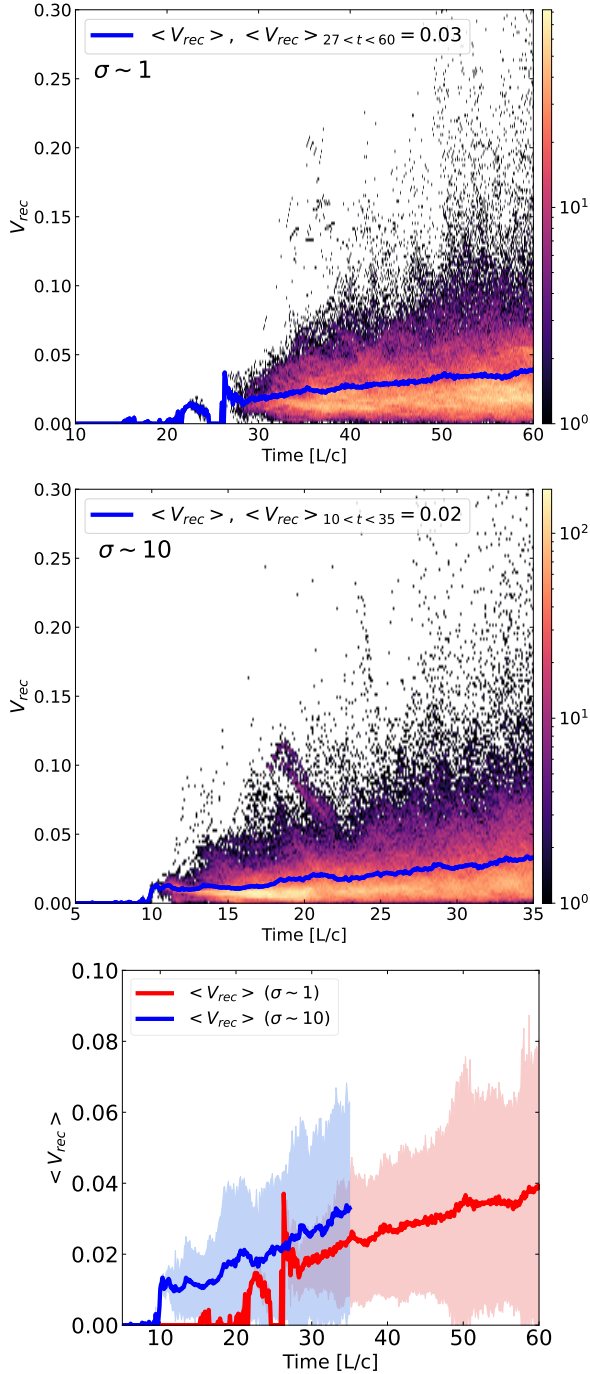 0.30
0.25
0.20
0.15
0.10
0.05
0.00
V_rec
<V_rec>, <V_rec>_27<t<60 = 0.03
σ ~ 1
10 20 30 40 50 60
Time [L/c]
10^1
10^0
0.30
0.25
0.20
0.15
0.10
0.05
0.00
V_rec
<V_rec>, <V_rec>_10<t<35 = 0.02
σ ~ 10
5 10 15 20 25 30 35
Time [L/c]
10^2
10^1
10^0
0.10
0.08
0.06
0.04
0.02
0.00
<V_rec>
<V_rec> (σ ~ 1)
<V_rec> (σ ~ 10)
10 20 30 40 50 60
Time [L/c]